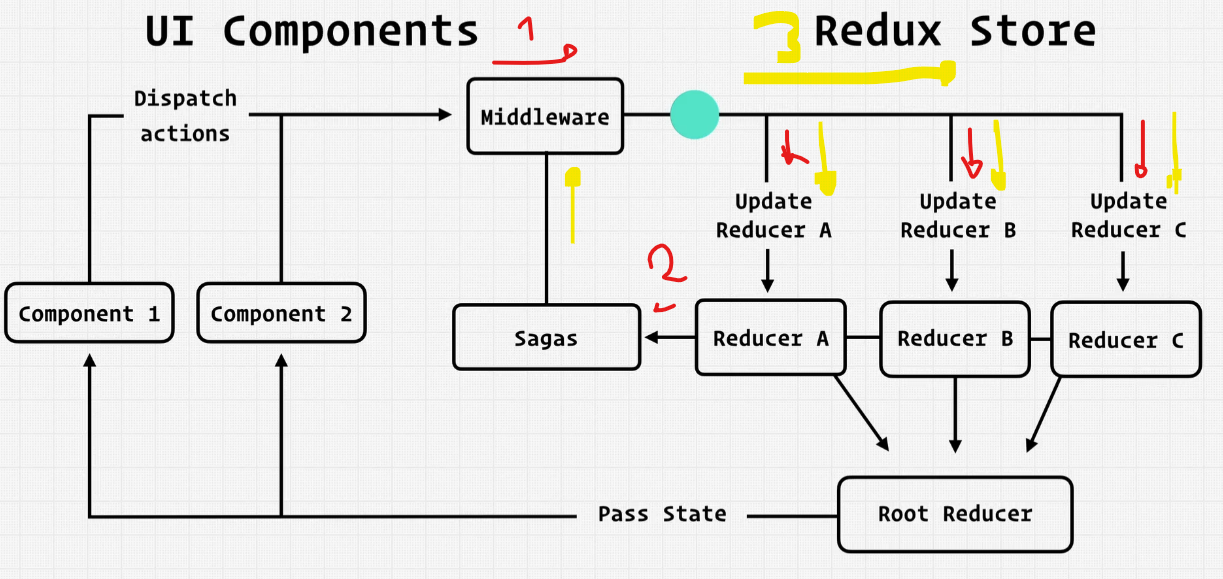 UI Components
1
3
Redux Store
Dispatch
actions
Middleware
Update
Reducer A
Update
Reducer B
Update
Reducer C
2
Component 1
Component 2
Sagas
Reducer A
Reducer B
Reducer C
Pass State
Root Reducer